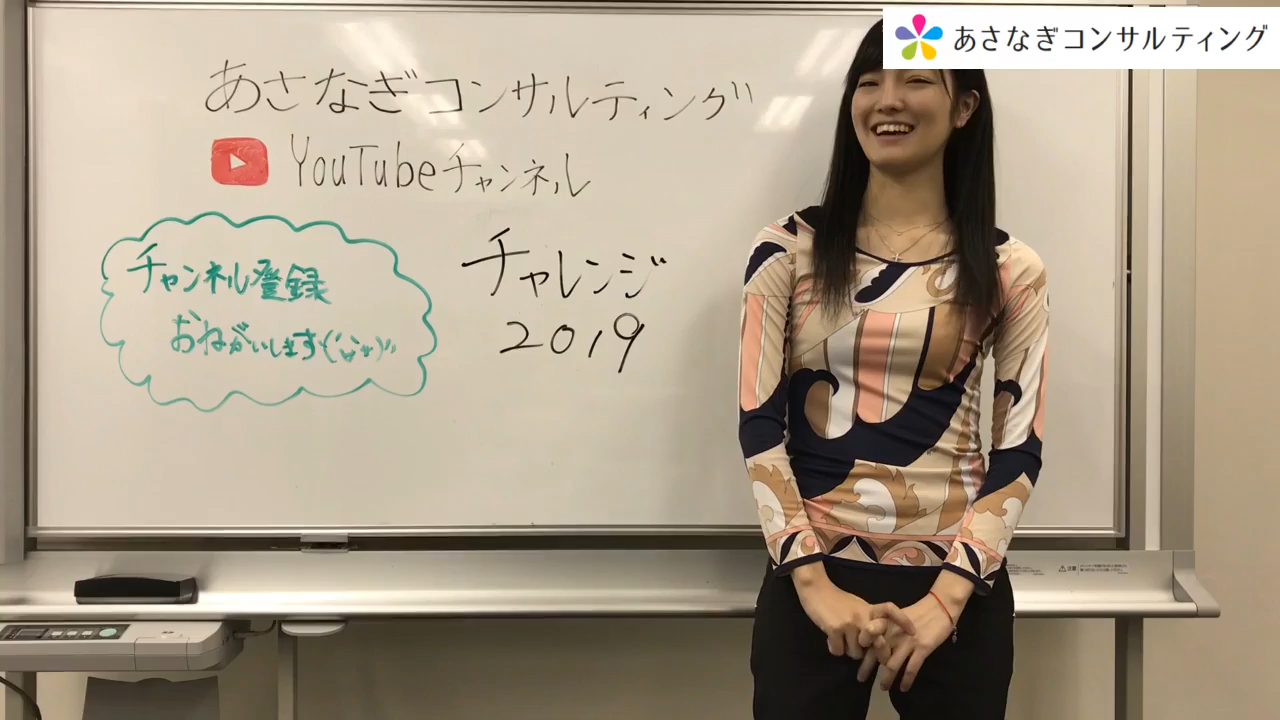 あさなぎコンサルティング
あさなぎコンサルティング
YouTubeチャンネル
チャンネル登録
おねがいします
チャレンジ
2019
注意